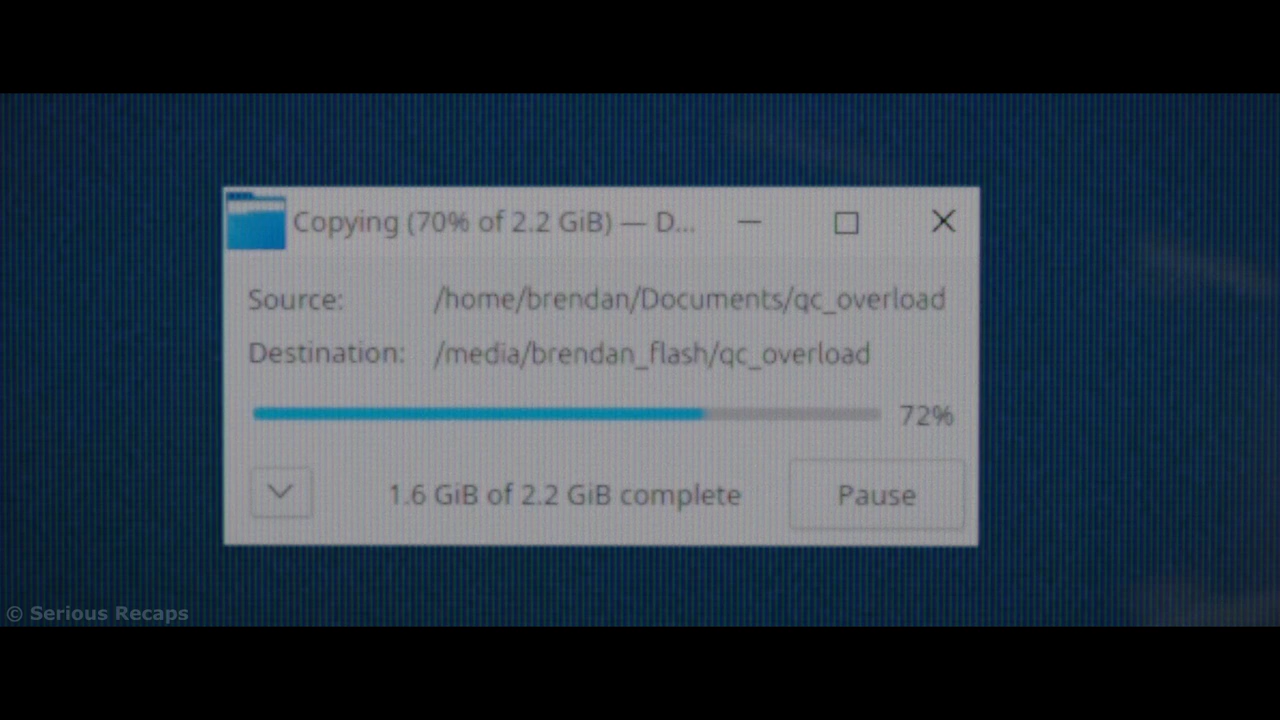 Copying (70% of 2.2 GiB) — D...
Source: /home/brendan/Documents/qc_overload
Destination: /media/brendan_flash/qc_overload
72%
1.6 GiB of 2.2 GiB complete Pause
© Serious Recaps